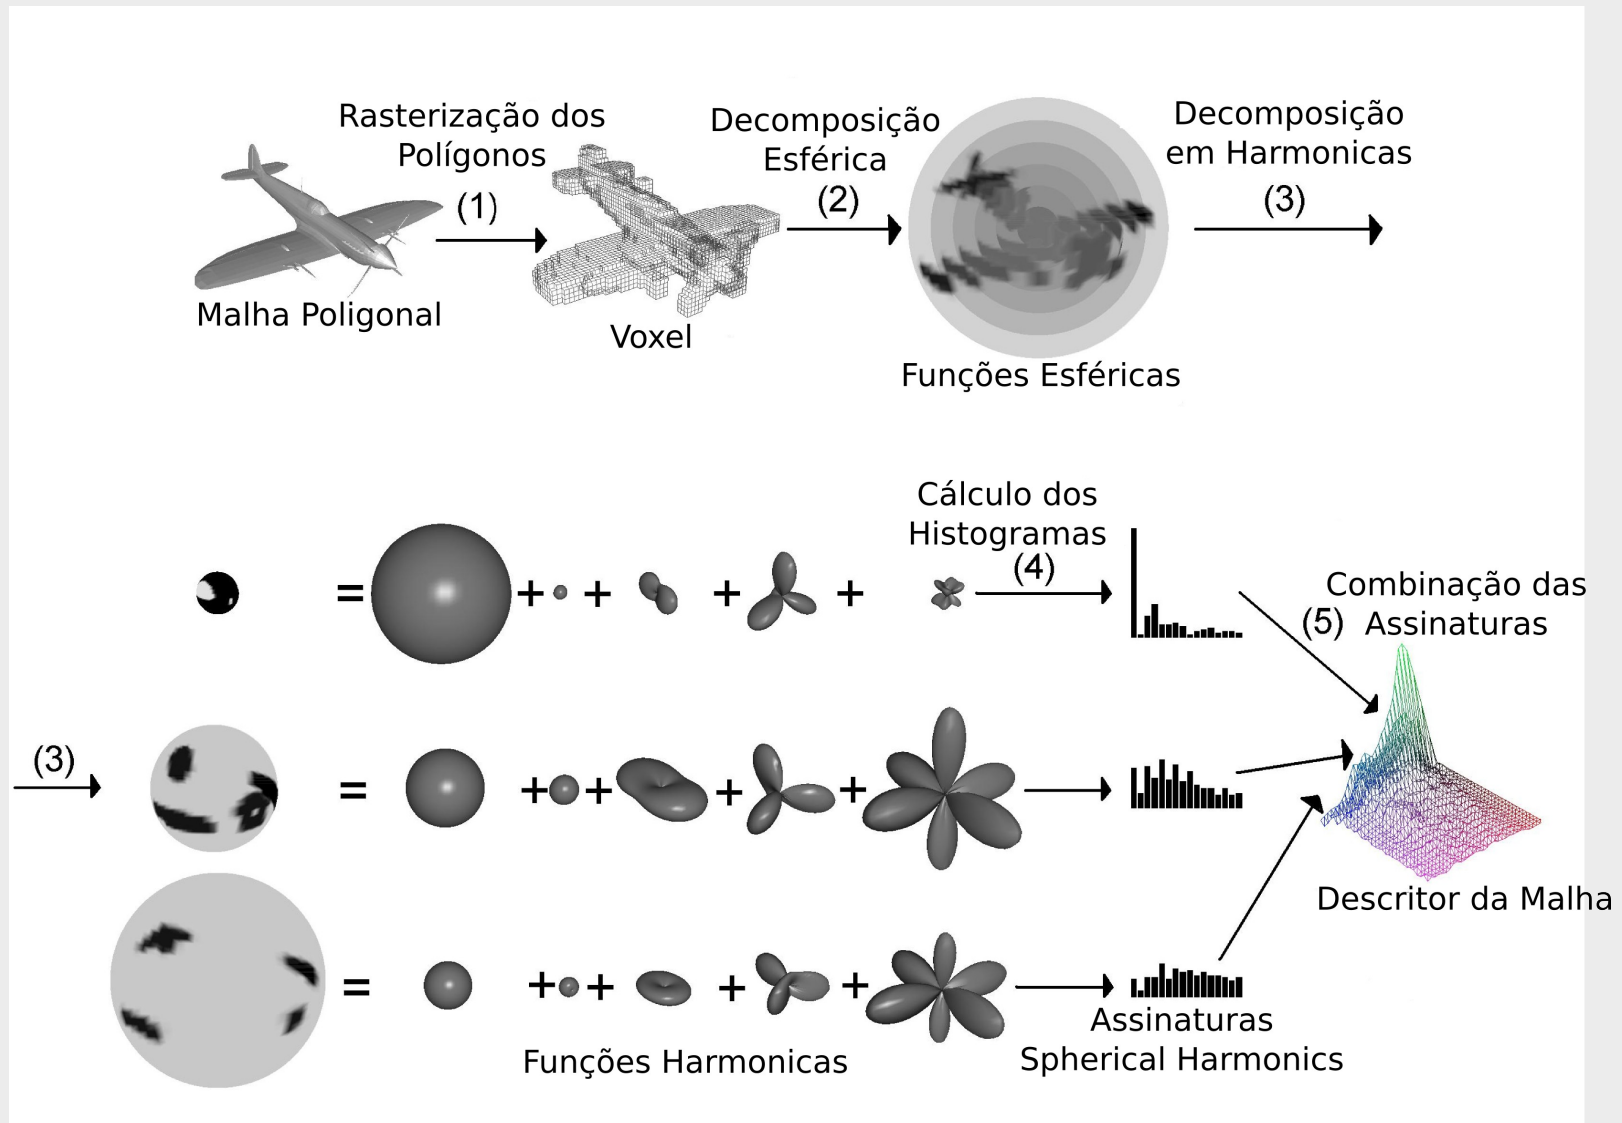 Rasterização dos
Polígonos
(1)
Decomposição
Esférica
(2)
Decomposição
em Harmonicas
(3)
Malha Poligonal
Voxel
Funções Esféricas
Cálculo dos
Histogramas
(4)
= + + + +
Combinação das
(5) Assinaturas
(3)
= + + + +
Descritor da Malha
= + + + +
Assinaturas
Spherical Harmonics
Funções Harmonicas